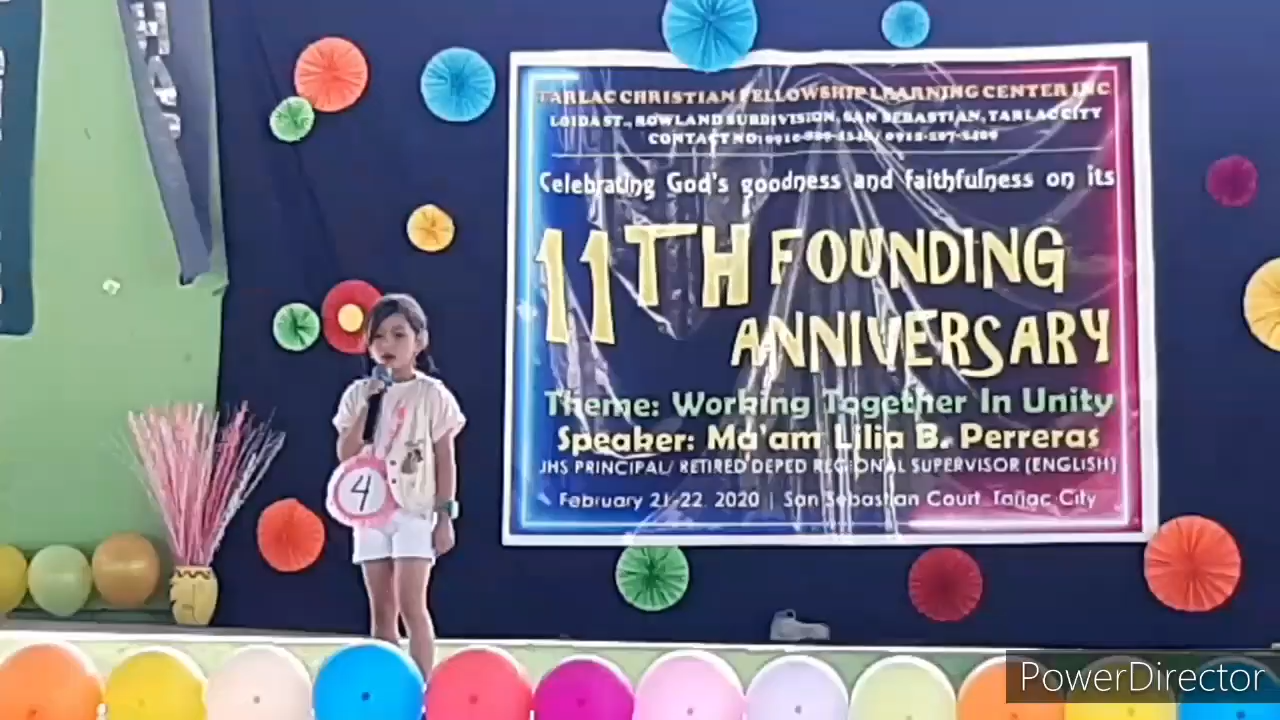 TARLAC CHRISTIAN FELLOWSHIP LEARNING CENTER INC
LOIDA ST., ROWLAND SUBDIVISION, SAN SEBASTIAN, TARLAC CITY
CONTACT NO:
Celebrating God's goodness and faithfulness on its
11TH FOUNDING
ANNIVERSARY
Theme: Working Together In Unity
Speaker: Ma'am Lilia B. Perreras
JHS PRINCIPAL/ RETIRED DEPED REGIONAL SUPERVISOR (ENGLISH)
February 21-22, 2020 | San Sebastian Court, Tarlac City
4
PowerDirector